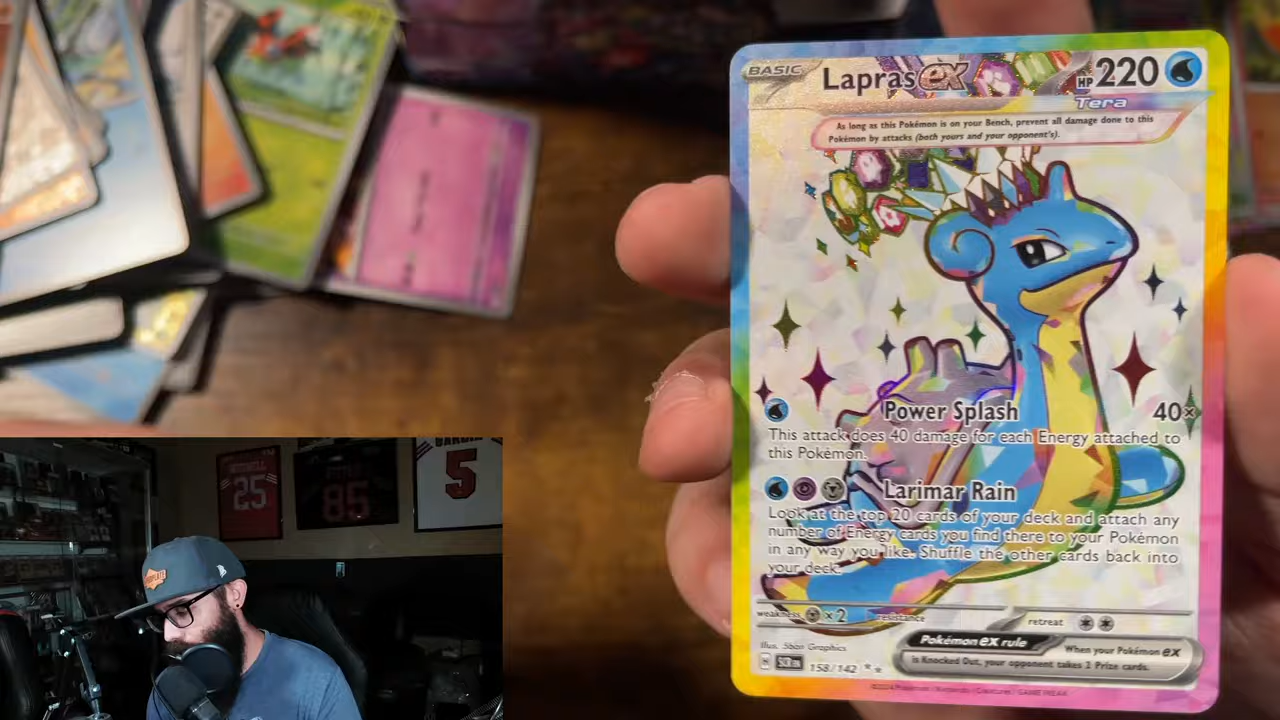 BASIC
Lapras ex HP 220
Tera
As long as this Pokémon is on your Bench, prevent all damage done to this
Pokémon by attacks (both yours and your opponent's).
Power Splash 40×
This attack does 40 damage for each Energy attached to
this Pokémon.
Larimar Rain
Look at the top 20 cards of your deck and attach any
number of Energy cards you find there to your Pokémon
in any way you like. Shuffle the other cards back into
your deck.
weakness ×2 resistance retreat
Pokémon ex rule When your Pokémon ex
is Knocked Out, your opponent takes 2 Prize cards.
Illus. 5ban Graphics
H SCR EN 158/142
25
85
5